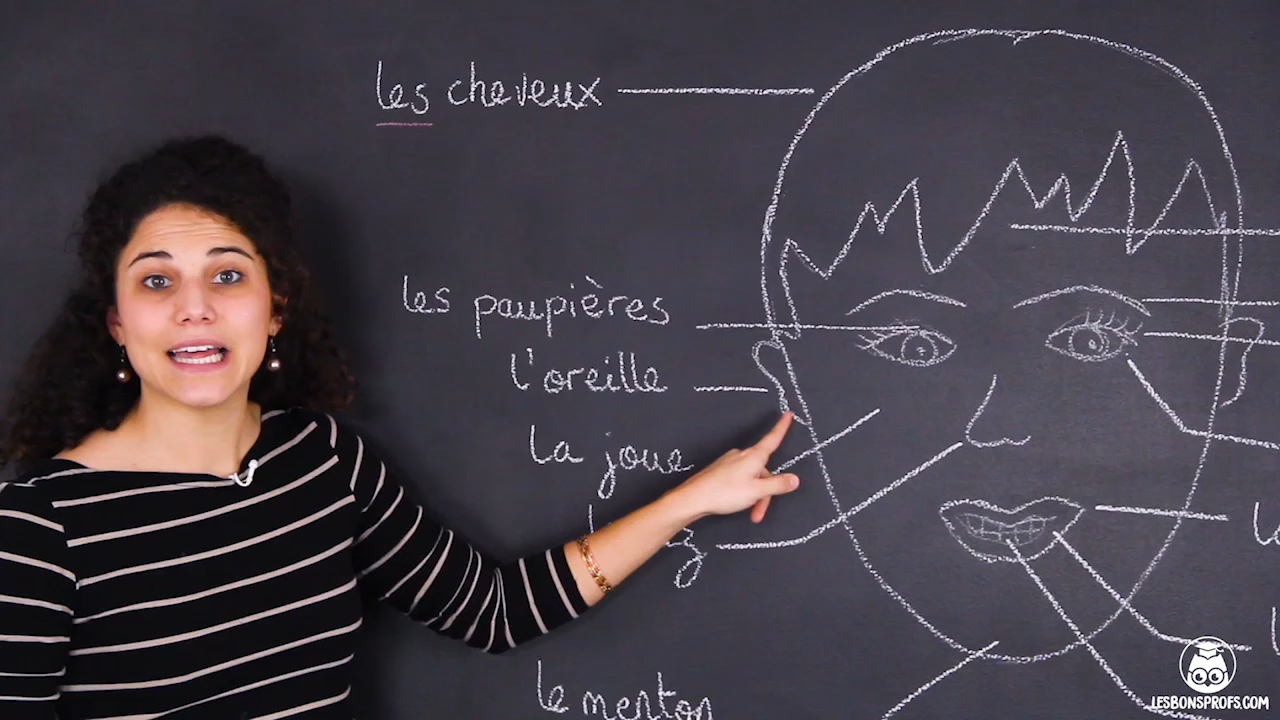 les cheveux
les paupières
l'oreille
la joue
le menton
LESBONSPROFS.COM